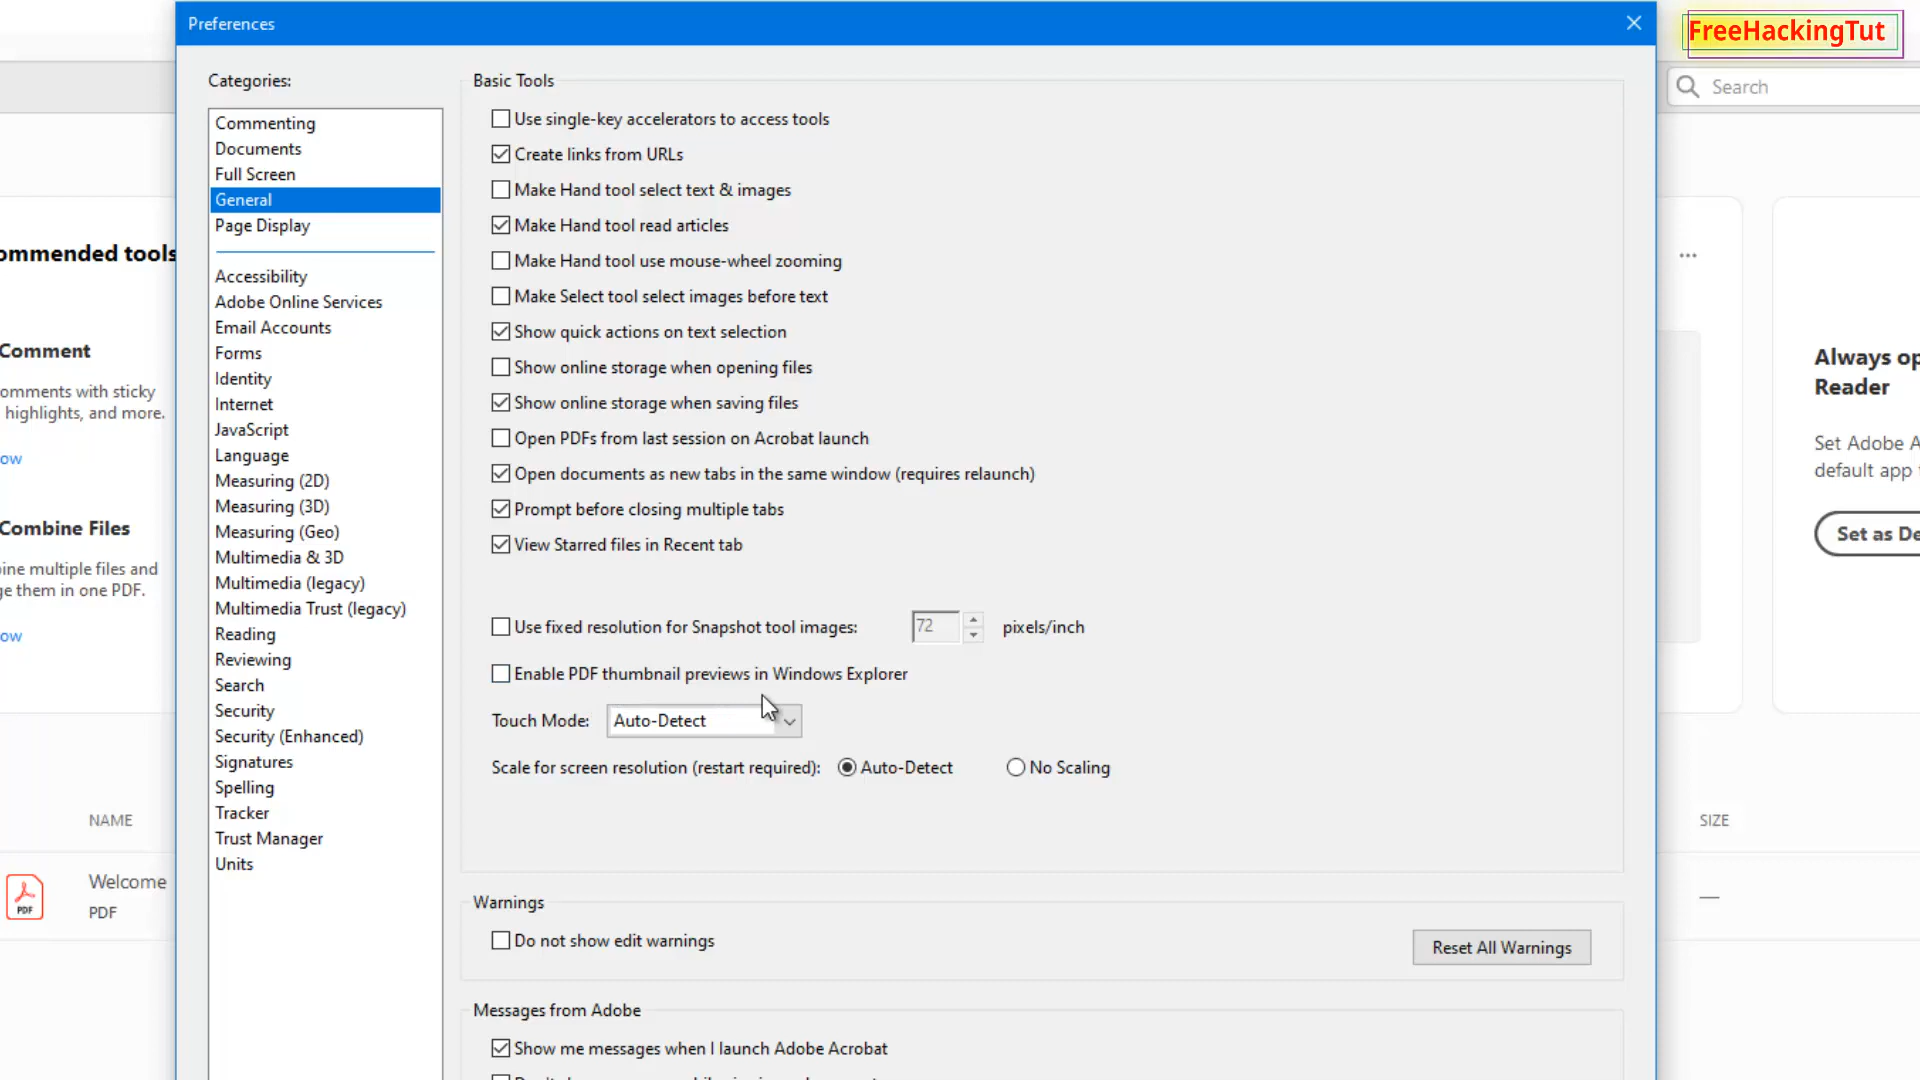 Preferences
FreeHackingTut
Search
Categories:
Commenting
Documents
Full Screen
General
Page Display
Accessibility
Adobe Online Services
Email Accounts
Forms
Identity
Internet
JavaScript
Language
Measuring (2D)
Measuring (3D)
Measuring (Geo)
Multimedia & 3D
Multimedia (legacy)
Multimedia Trust (legacy)
Reading
Reviewing
Search
Security
Security (Enhanced)
Signatures
Spelling
Tracker
Trust Manager
Units
Basic Tools
Use single-key accelerators to access tools
Create links from URLs
Make Hand tool select text & images
Make Hand tool read articles
Make Hand tool use mouse-wheel zooming
Make Select tool select images before text
Show quick actions on text selection
Show online storage when opening files
Show online storage when saving files
Open PDFs from last session on Acrobat launch
Open documents as new tabs in the same window (requires relaunch)
Prompt before closing multiple tabs
View Starred files in Recent tab
Use fixed resolution for Snapshot tool images: 72 pixels/inch
Enable PDF thumbnail previews in Windows Explorer
Touch Mode: Auto-Detect
Scale for screen resolution (restart required): Auto-Detect No Scaling
Warnings
Do not show edit warnings
Reset All Warnings
Messages from Adobe
Show me messages when I launch Adobe Acrobat
ommended tools
Comment
omments with sticky
highlights, and more.
ow
Combine Files
ine multiple files and
ge them in one PDF.
ow
NAME
SIZE
PDF
Welcome
PDF
—
Always op
Reader
Set Adobe A
default app
Set as De